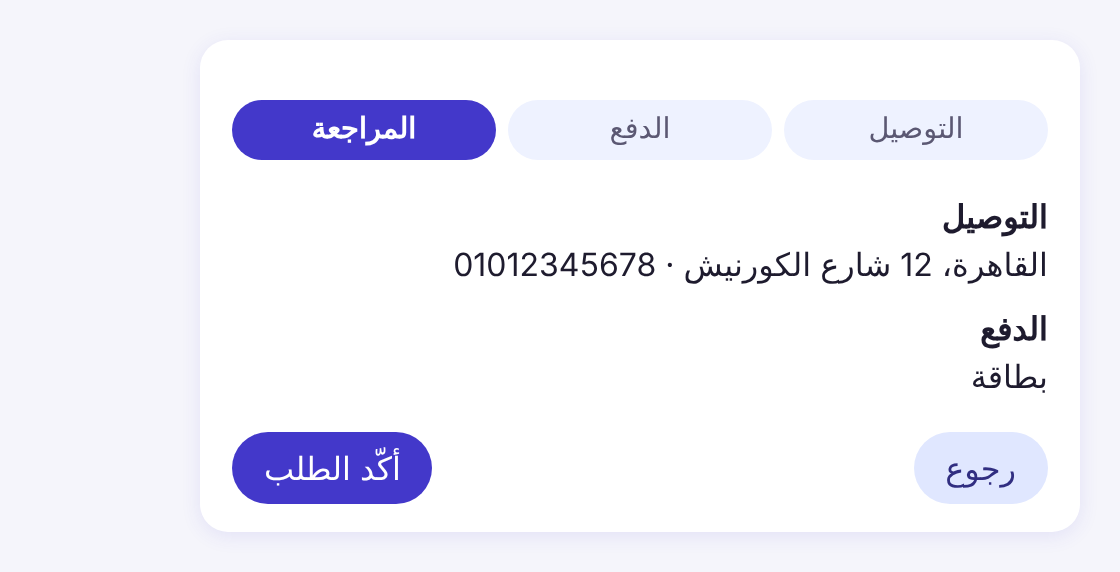 التوصيل
الدفع
المراجعة
التوصيل
القاهرة، 12 شارع الكورنيش · 01012345678
الدفع
بطاقة
رجوع
أكّد الطلب